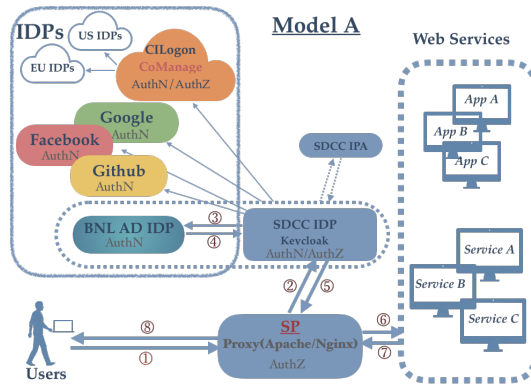 Model A
IDPs
US IDPs
EU IDPs
CILogon
CoManage
AuthN/AuthZ
Google
AuthN
Facebook
AuthN
Github
AuthN
BNL AD IDP
AuthN
③
④
SDCC IPA
SDCC IDP
Keycloak
AuthN/AuthZ
②
⑤
Web Services
App A
App B
App C
Service A
Service B
Service C
Users
⑧
①
SP
Proxy(Apache/Nginx)
AuthZ
⑥
⑦